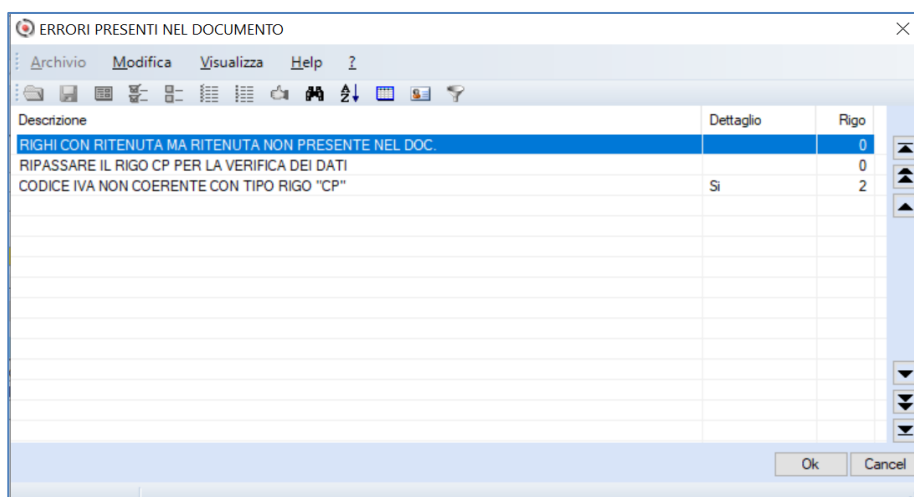 ERRORI PRESENTI NEL DOCUMENTO
Archivio Modifica Visualizza Help ?
Descrizione Dettaglio Rigo
RIGHI CON RITENUTA MA RITENUTA NON PRESENTE NEL DOC. 0
RIPASSARE IL RIGO CP PER LA VERIFICA DEI DATI 0
CODICE IVA NON COERENTE CON TIPO RIGO "CP" Si 2
Ok Cancel